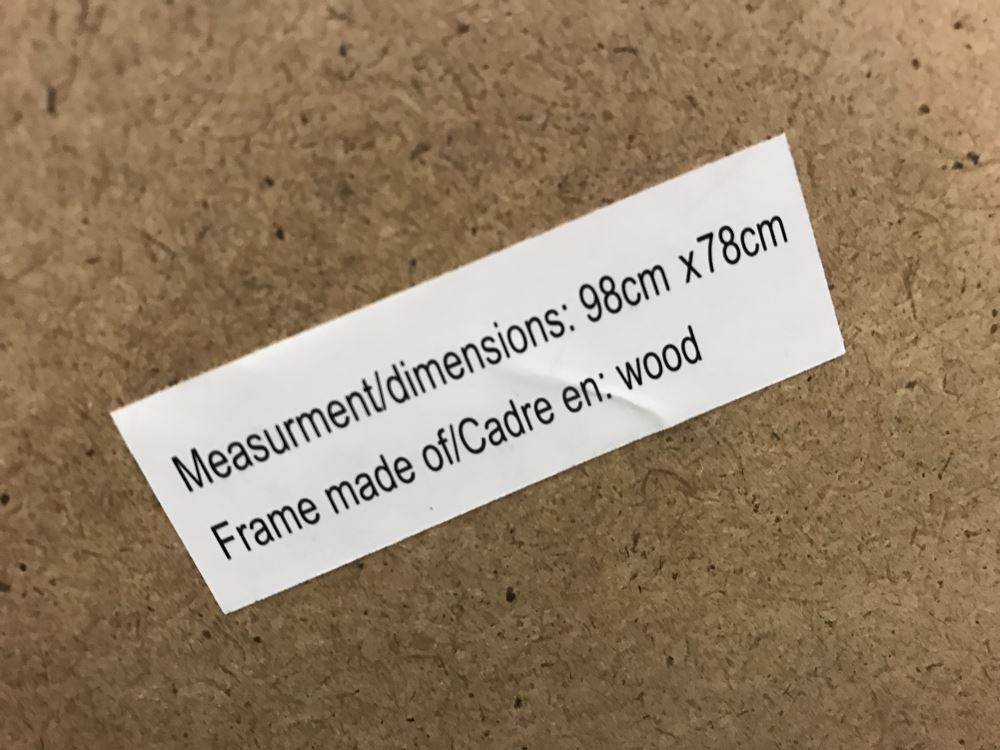 Measurment/dimensions: 98cm x78cm
Frame made of/Cadre en: wood